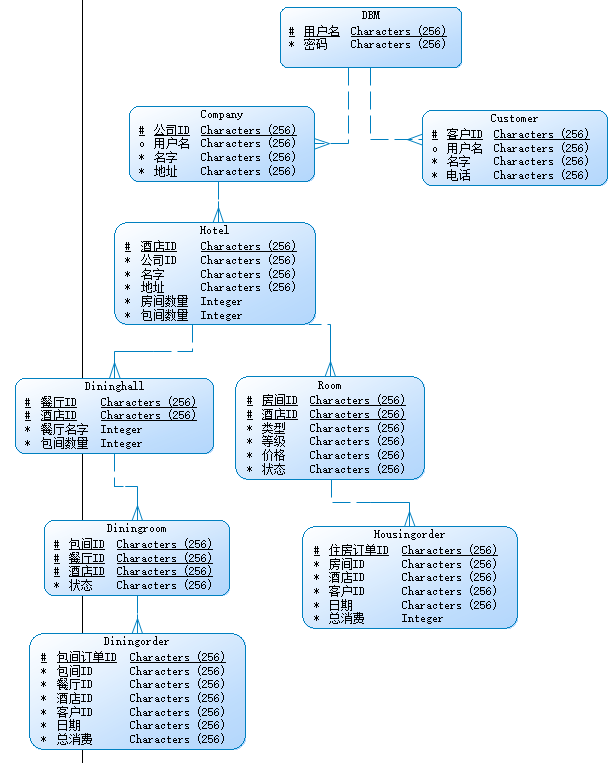 DBM
# 用户名 Characters (256)
* 密码 Characters (256)
Company
# 公司ID Characters (256)
o 用户名 Characters (256)
* 名字 Characters (256)
* 地址 Characters (256)
Customer
# 客户ID Characters (256)
o 用户名 Characters (256)
* 名字 Characters (256)
* 电话 Characters (256)
Hotel
# 酒店ID Characters (256)
* 公司ID Characters (256)
* 名字 Characters (256)
* 地址 Characters (256)
* 房间数量 Integer
* 包间数量 Integer
Dininghall
# 餐厅ID Characters (256)
# 酒店ID Characters (256)
* 餐厅名字 Integer
* 包间数量 Integer
Room
# 房间ID Characters (256)
# 酒店ID Characters (256)
* 类型 Characters (256)
* 等级 Characters (256)
* 价格 Characters (256)
* 状态 Characters (256)
Diningroom
# 包间ID Characters (256)
# 餐厅ID Characters (256)
# 酒店ID Characters (256)
* 状态 Characters (256)
Housingorder
# 住房订单ID Characters (256)
* 房间ID Characters (256)
* 酒店ID Characters (256)
* 客户ID Characters (256)
* 日期 Characters (256)
* 总消费 Integer
Diningorder
# 包间订单ID Characters (256)
* 包间ID Characters (256)
* 餐厅ID Characters (256)
* 酒店ID Characters (256)
* 客户ID Characters (256)
* 日期 Characters (256)
* 总消费 Characters (256)